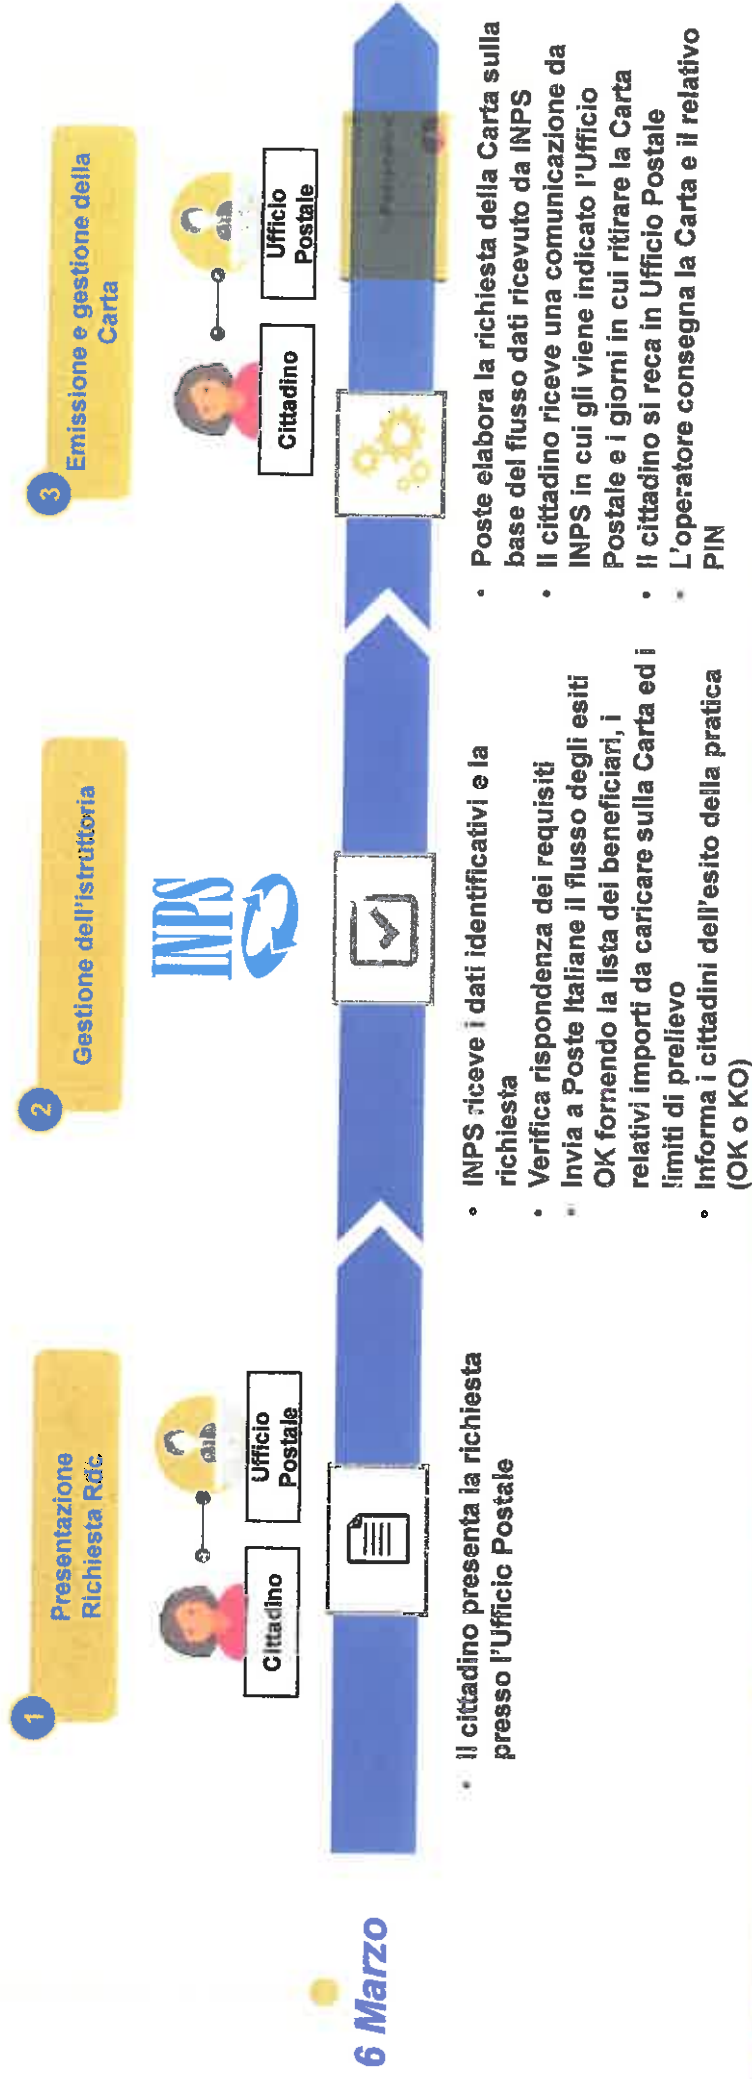 6 Marzo
1
Presentazione
Richiesta Rdc
Cittadino
Ufficio
Postale
• Il cittadino presenta la richiesta
presso l'Ufficio Postale
2
Gestione dell'istruttoria
INPS
• INPS riceve i dati identificativi e la
richiesta
• Verifica rispondenza dei requisiti
• Invia a Poste Italiane il flusso degli esiti
OK fornendo la lista dei beneficiari, i
relativi importi da caricare sulla Carta ed i
limiti di prelievo
• Informa i cittadini dell'esito della pratica
(OK o KO)
3
Emissione e gestione della
Carta
Cittadino
Ufficio
Postale
• Poste elabora la richiesta della Carta sulla
base del flusso dati ricevuto da INPS
• Il cittadino riceve una comunicazione da
INPS in cui gli viene indicato l'Ufficio
Postale e i giorni in cui ritirare la Carta
• Il cittadino si reca in Ufficio Postale
• L'operatore consegna la Carta e il relativo
PIN